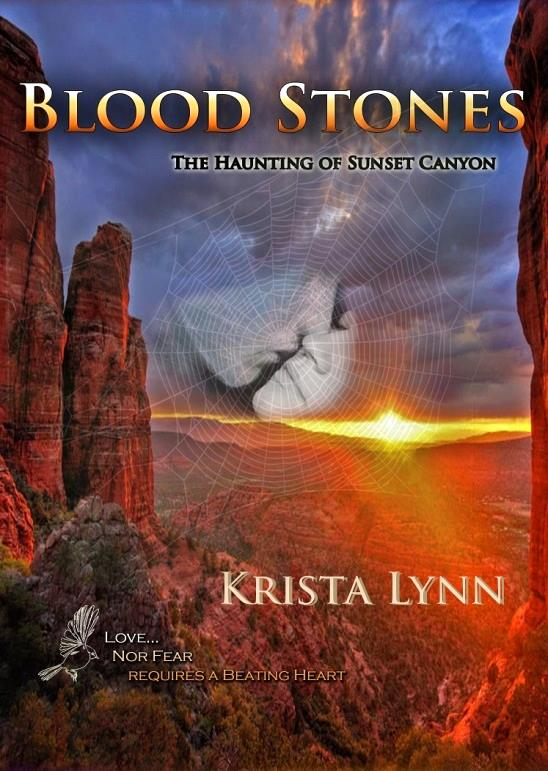 Blood Stones
The Haunting of Sunset Canyon
Krista Lynn
Love...
Nor Fear
requires a Beating Heart